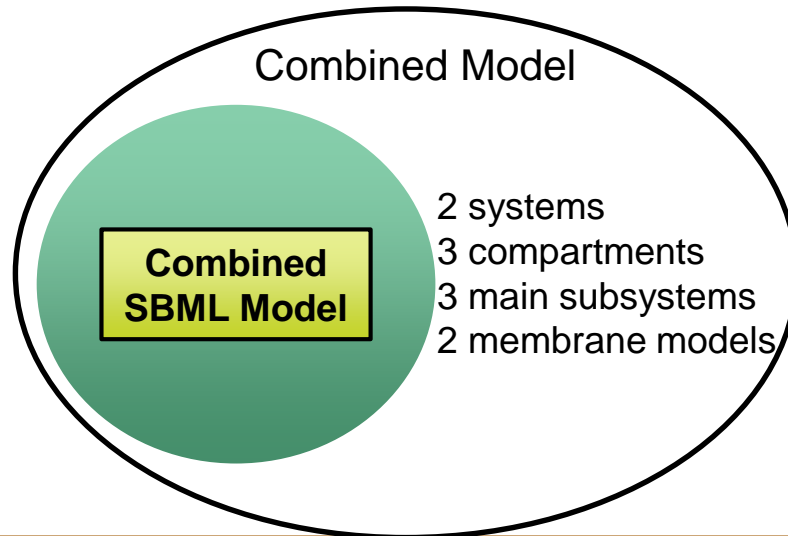 Combined Model
2 systems
3 compartments
3 main subsystems
2 membrane models
Combined
SBML Model